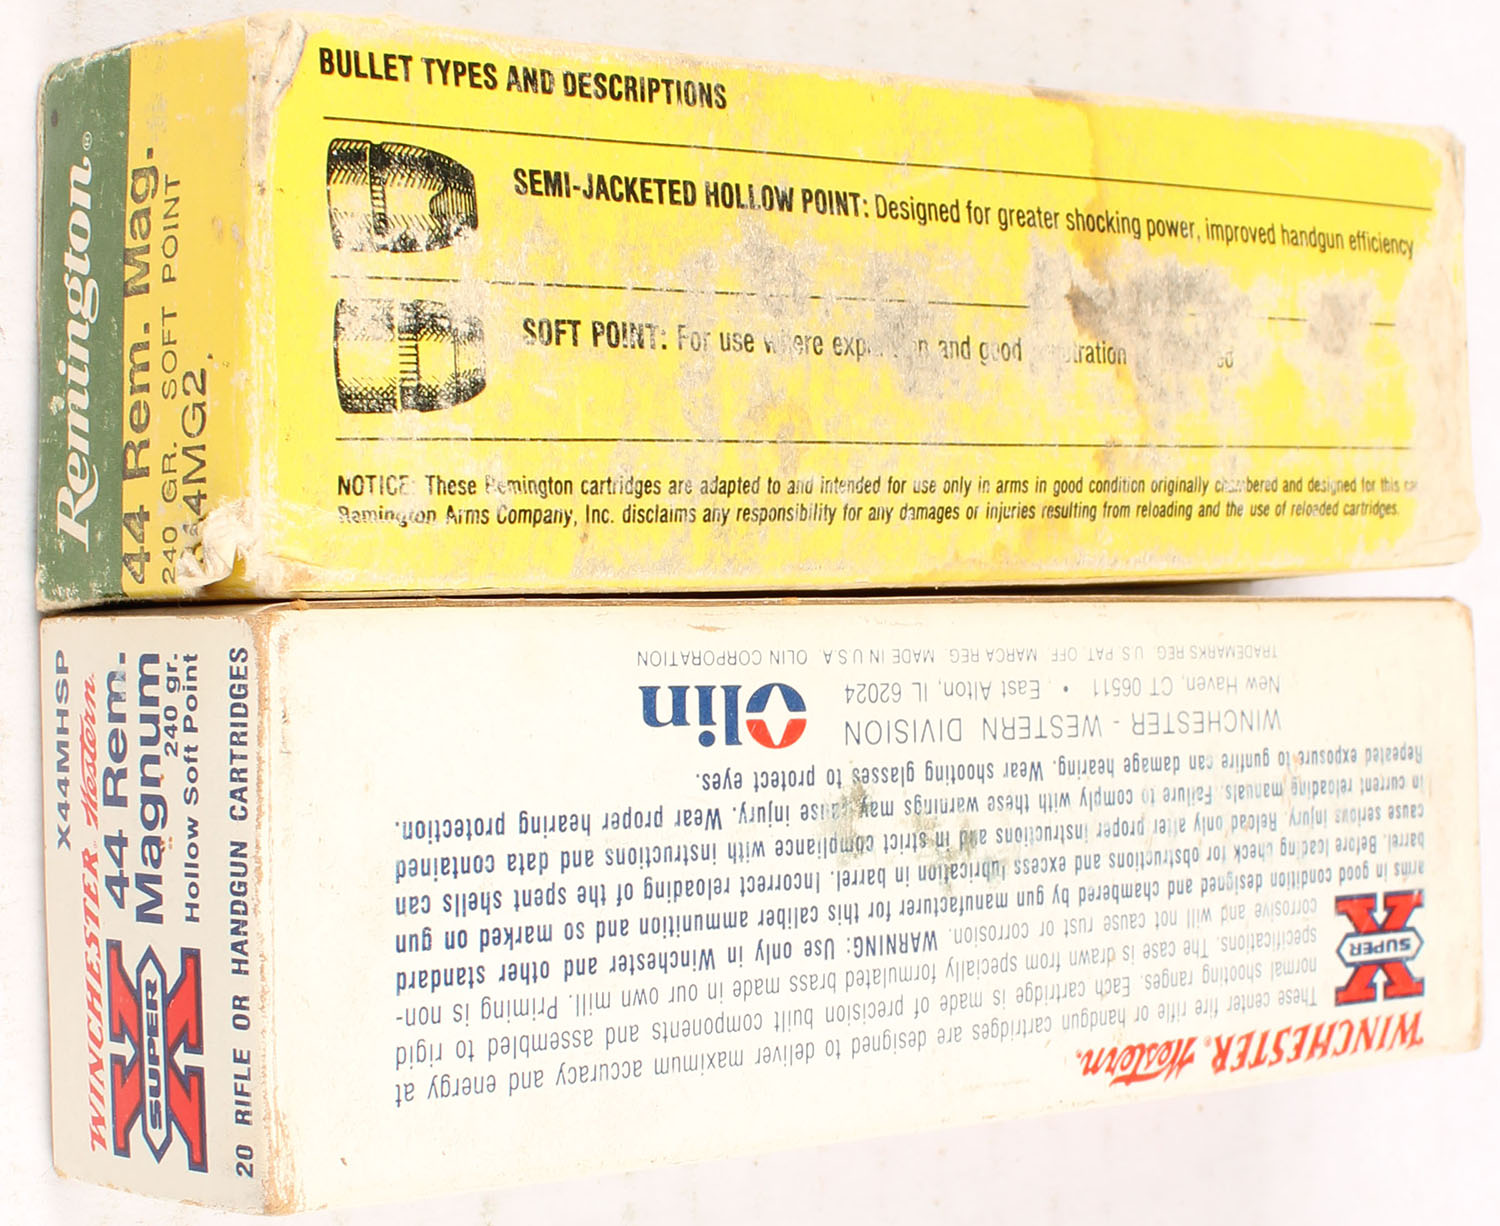 Remington®
44 Rem. Mag.
240 GR. SOFT POINT
44MG2,
BULLET TYPES AND DESCRIPTIONS
SEMI-JACKETED HOLLOW POINT: Designed for greater shocking power, improved handgun efficiency
SOFT POINT: For use where and good
NOTICE: These Remington cartridges are adapted to and intended for use only in arms in good condition originally chambered and designed for this
Remington Arms Company, Inc. disclaims any responsibility for any damages or injuries resulting from reloading and the use of reloaded cartridges.
X44MHSP
WINCHESTER Western
44 Rem.
Magnum
240 gr.
Hollow Soft Point
SUPER X
20 RIFLE OR HANDGUN CARTRIDGES
WINCHESTER® Western®
SUPER X
These center fire rifle or handgun cartridges are designed to deliver maximum accuracy and energy at
normal shooting ranges. Each cartridge is made of precision built components and assembled to rigid
specifications. The case is drawn from specially formulated brass made in our own mill. Priming is non-
corrosive and will not cause rust or corrosion. WARNING: Use only in Winchester and other standard
arms in good condition designed and chambered by gun manufacturer for this caliber ammunition and so marked on gun
barrel. Before loading check for obstructions and excess lubrication in barrel. Incorrect reloading of the spent shells can
cause serious injury. Reload only after proper instructions and in strict compliance with instructions and data contained
in current reloading manuals. Failure to comply with these warnings may cause injury. Wear proper hearing protection.
Repeated exposure to gunfire can damage hearing. Wear shooting glasses to protect eyes.
WINCHESTER - WESTERN DIVISION
Olin
New Haven, CT 06511 • East Alton, IL 62024
TRADEMARKS REG. U.S. PAT. OFF. MARCA REG. MADE IN U.S.A. OLIN CORPORATION